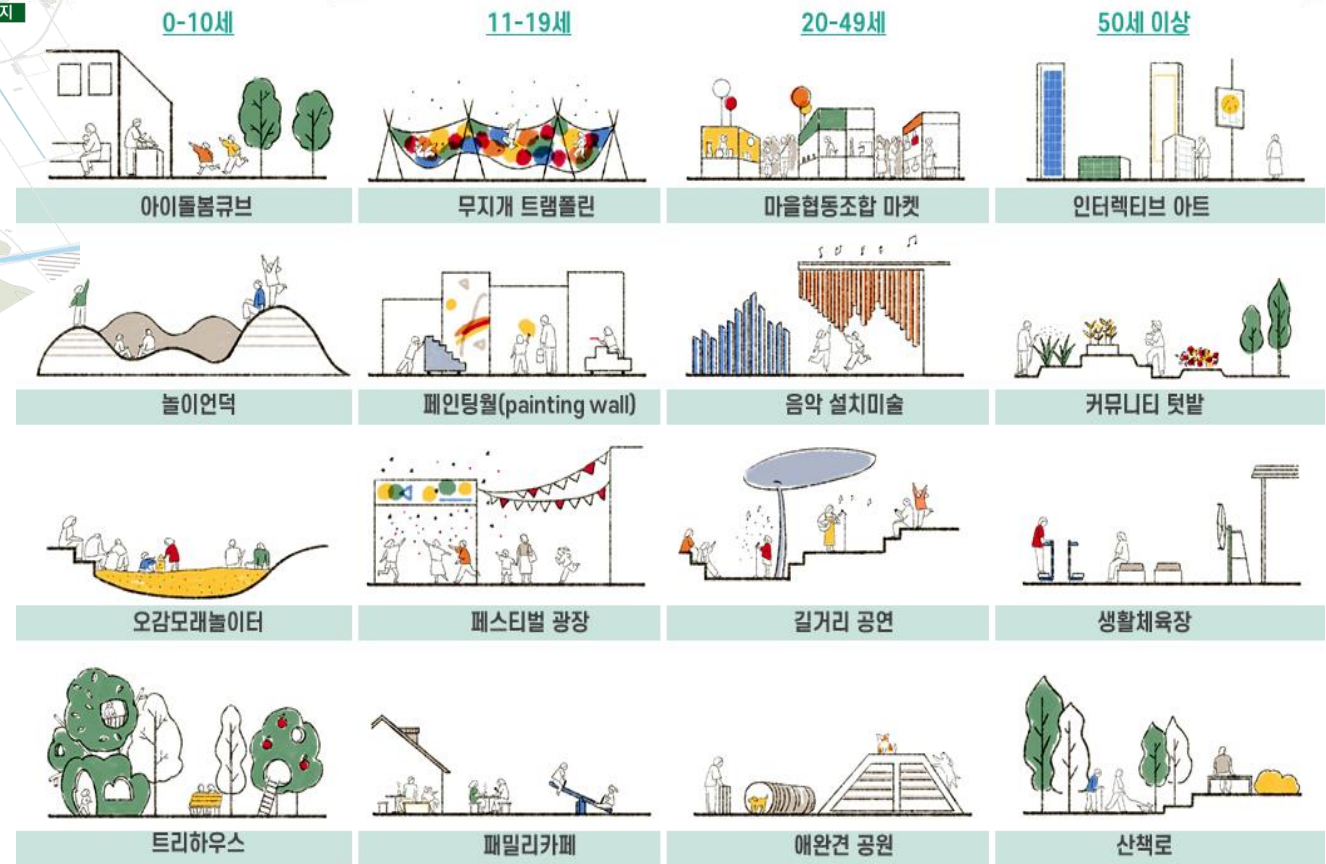 지
0-10세
11-19세
20-49세
50세 이상
아이돌봄큐브
무지개 트램폴린
마을협동조합 마켓
인터렉티브 아트
놀이언덕
페인팅월(painting wall)
음악 설치미술
커뮤니티 텃밭
오감모래놀이터
페스티벌 광장
길거리 공연
생활체육장
트리하우스
패밀리카페
애완견 공원
산책로